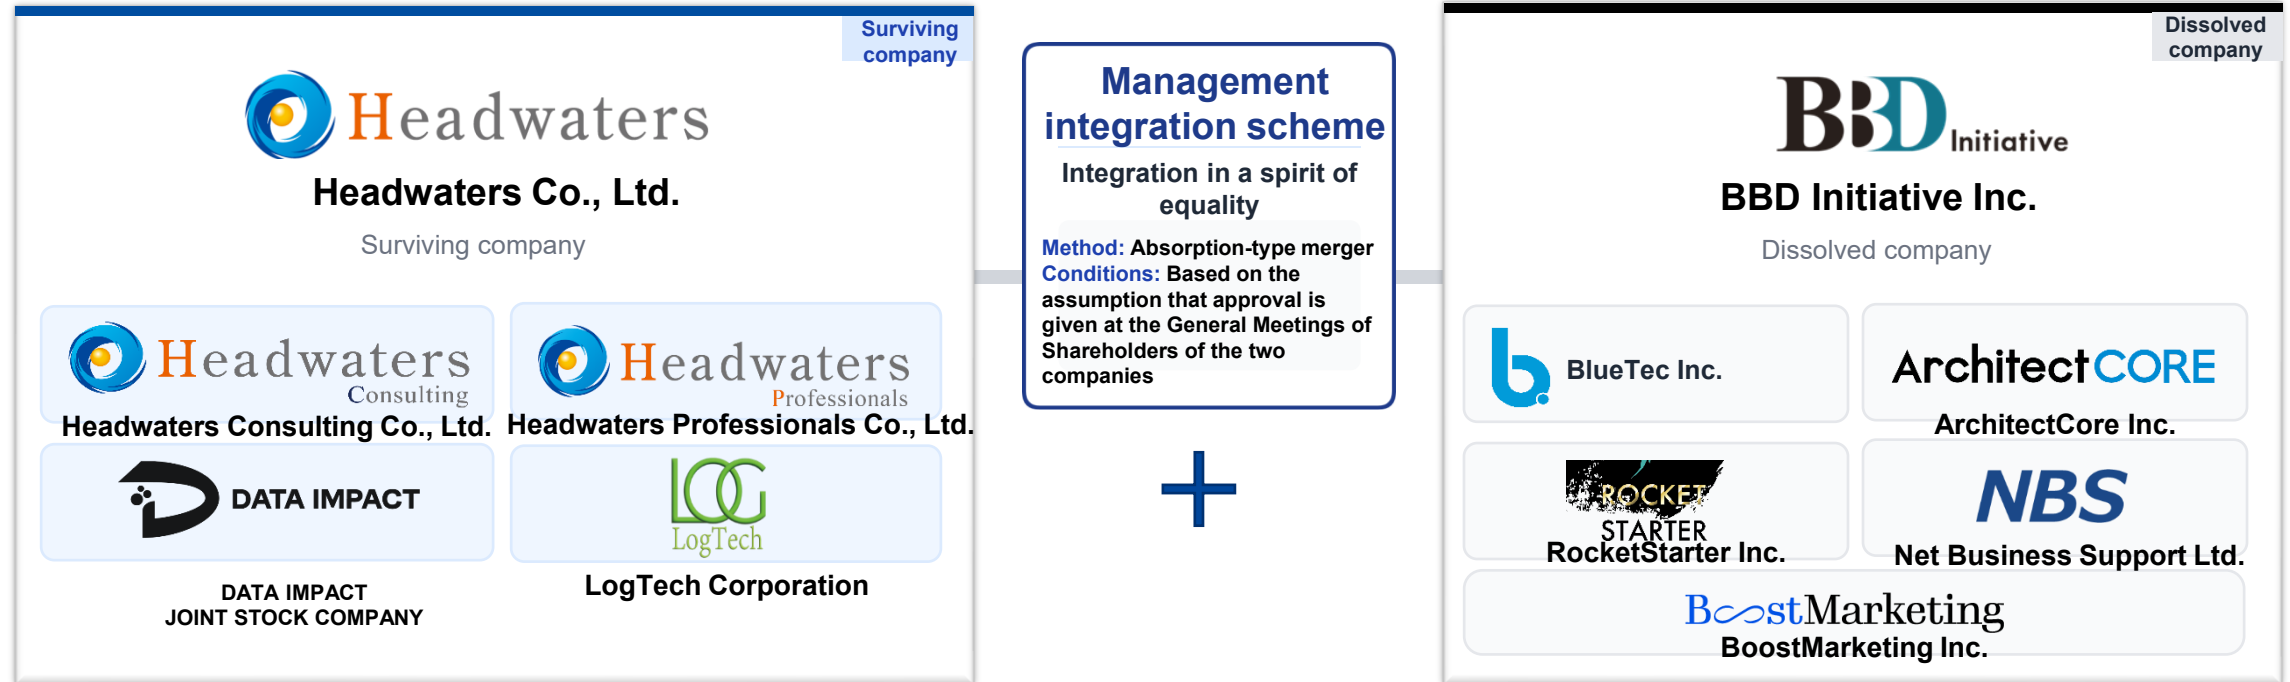 Surviving
company
Headwaters
Headwaters Co., Ltd.
Surviving company
Headwaters
Consulting
Headwaters Consulting Co., Ltd.
Headwaters
Professionals
Headwaters Professionals Co., Ltd.
DATA IMPACT
DATA IMPACT
JOINT STOCK COMPANY
LOG
LogTech
LogTech Corporation
Management
integration scheme
Integration in a spirit of
equality
Method: Absorption-type merger
Conditions: Based on the
assumption that approval is
given at the General Meetings of
Shareholders of the two
companies
Dissolved
company
BBD Initiative
BBD Initiative Inc.
Dissolved company
BlueTec Inc.
ArchitectCORE
ArchitectCore Inc.
ROCKET
STARTER
RocketStarter Inc.
NBS
Net Business Support Ltd.
BoostMarketing
BoostMarketing Inc.